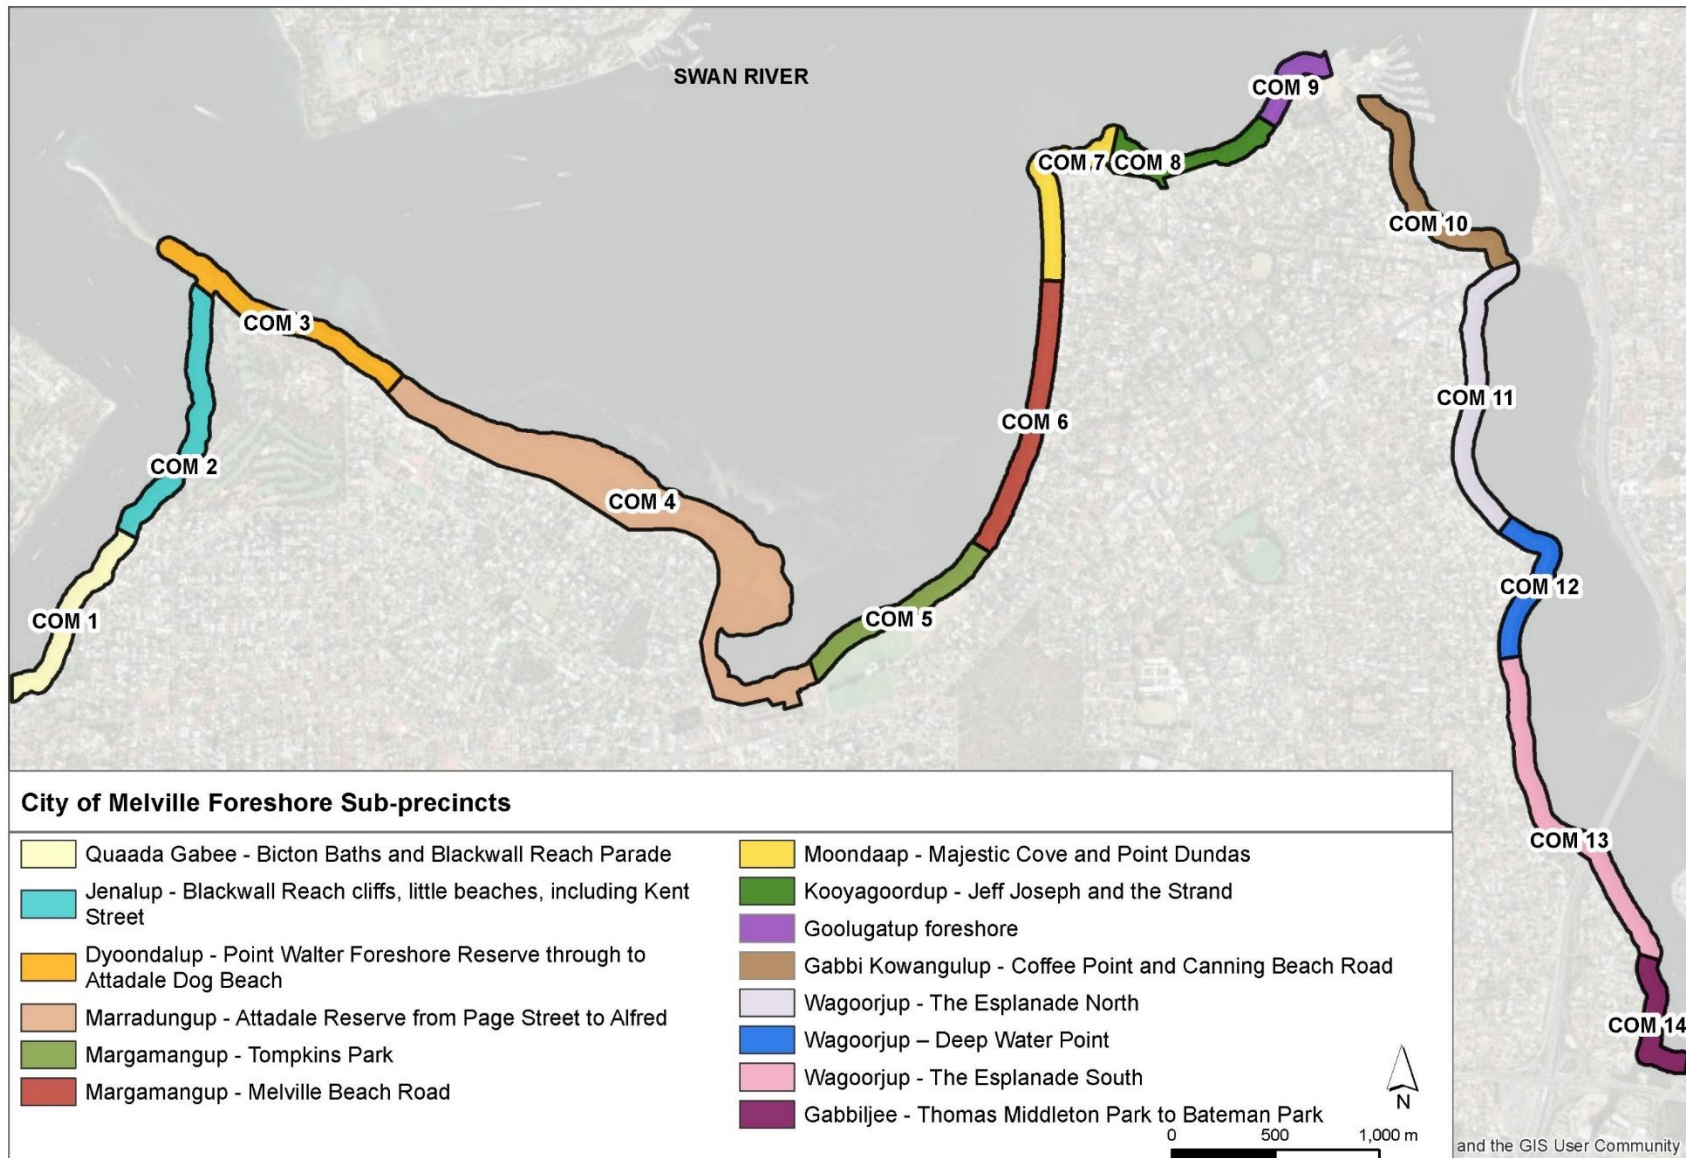 SWAN RIVER
COM 9
COM 7
COM 8
COM 10
COM 3
COM 11
COM 6
COM 2
COM 4
COM 12
COM 5
COM 1
COM 13
COM 14
City of Melville Foreshore Sub-precincts
Quaada Gabee - Bicton Baths and Blackwall Reach Parade
Jenalup - Blackwall Reach cliffs, little beaches, including Kent
Street
Dyoondalup - Point Walter Foreshore Reserve through to
Attadale Dog Beach
Marradungup - Attadale Reserve from Page Street to Alfred
Margamangup - Tompkins Park
Margamangup - Melville Beach Road
Moondaap - Majestic Cove and Point Dundas
Kooyagoordup - Jeff Joseph and the Strand
Goolugatup foreshore
Gabbi Kowangulup - Coffee Point and Canning Beach Road
Wagoorjup - The Esplanade North
Wagoorjup – Deep Water Point
Wagoorjup - The Esplanade South
Gabbiljee - Thomas Middleton Park to Bateman Park
N
0 500 1,000 m
and the GIS User Community